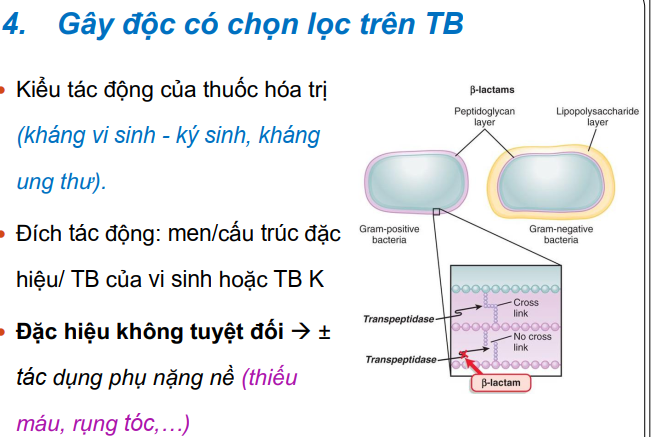 4. Gây độc có chọn lọc trên TB
• Kiểu tác động của thuốc hóa trị
(kháng vi sinh - ký sinh, kháng
ung thư).
• Đích tác động: men/cấu trúc đặc
hiệu/ TB của vi sinh hoặc TB K
• Đặc hiệu không tuyệt đối → ±
tác dụng phụ nặng nề (thiếu
máu, rụng tóc,…)
β-lactams
Peptidoglycan
layer
Lipopolysaccharide
layer
Gram-positive
bacteria
Gram-negative
bacteria
Transpeptidase
Cross
link
Transpeptidase
No cross
link
β-lactam